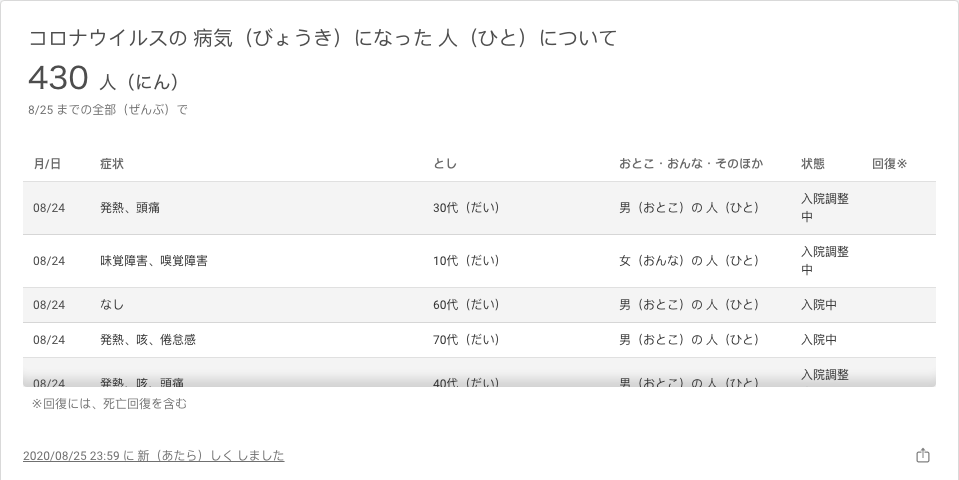 コロナウイルスの 病気（びょうき）になった 人（ひと）について
430 人（にん）
8/25 までの全部（ぜんぶ）で
月/日 症状 とし おとこ・おんな・そのほか 状態 回復※
08/24 発熱、頭痛 30代（だい） 男（おとこ）の 人（ひと） 入院調整中
08/24 味覚障害、嗅覚障害 10代（だい） 女（おんな）の 人（ひと） 入院調整中
08/24 なし 60代（だい） 男（おとこ）の 人（ひと） 入院中
08/24 発熱、咳、倦怠感 70代（だい） 男（おとこ）の 人（ひと） 入院中
08/24 発熱、咳、頭痛 40代（だい） 男（おとこ）の 人（ひと） 入院調整
※回復には、死亡回復を含む
2020/08/25 23:59 に 新（あたら）しく しました